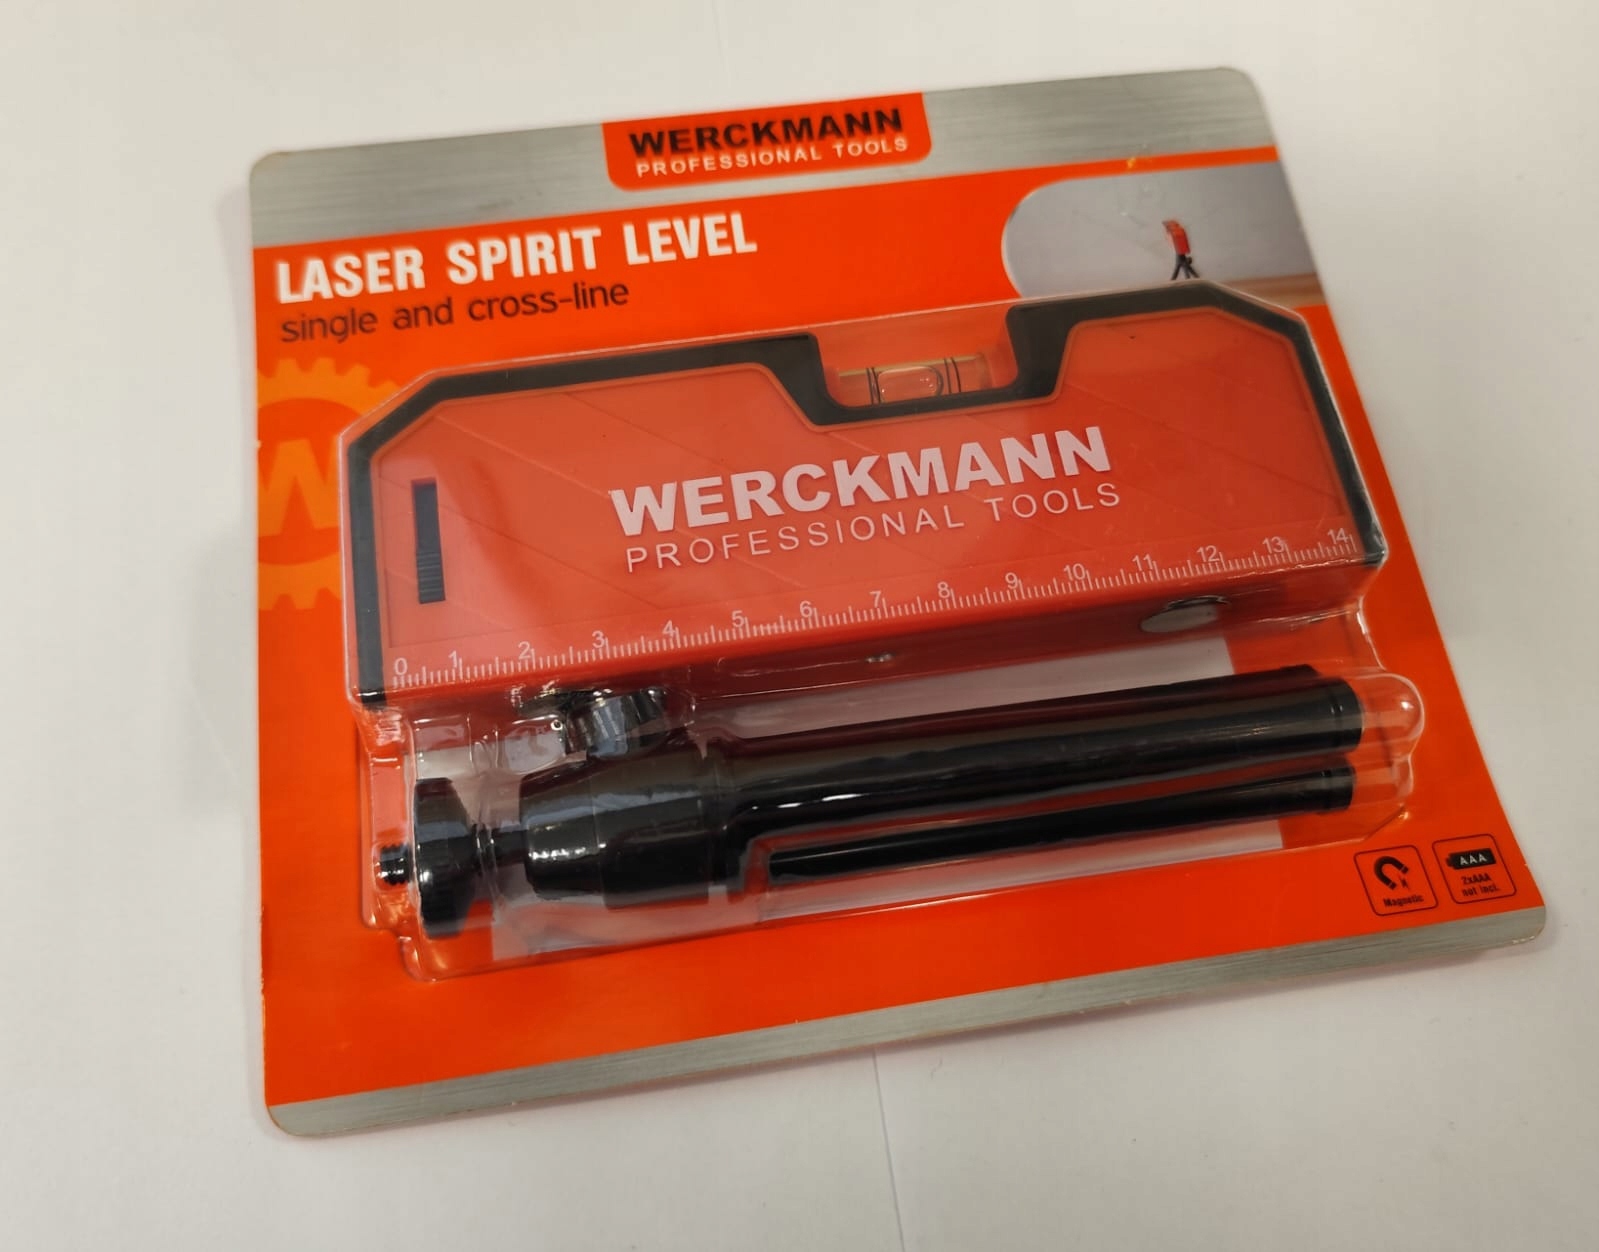 WERCKMANN
PROFESSIONAL TOOLS
LASER SPIRIT LEVEL
single and cross-line
W
WERCKMANN
PROFESSIONAL TOOLS
0 1 2 3 4 5 6 7 8 9 10 11 12 13 14
Magnetic
AAA
2xAAA
not incl.